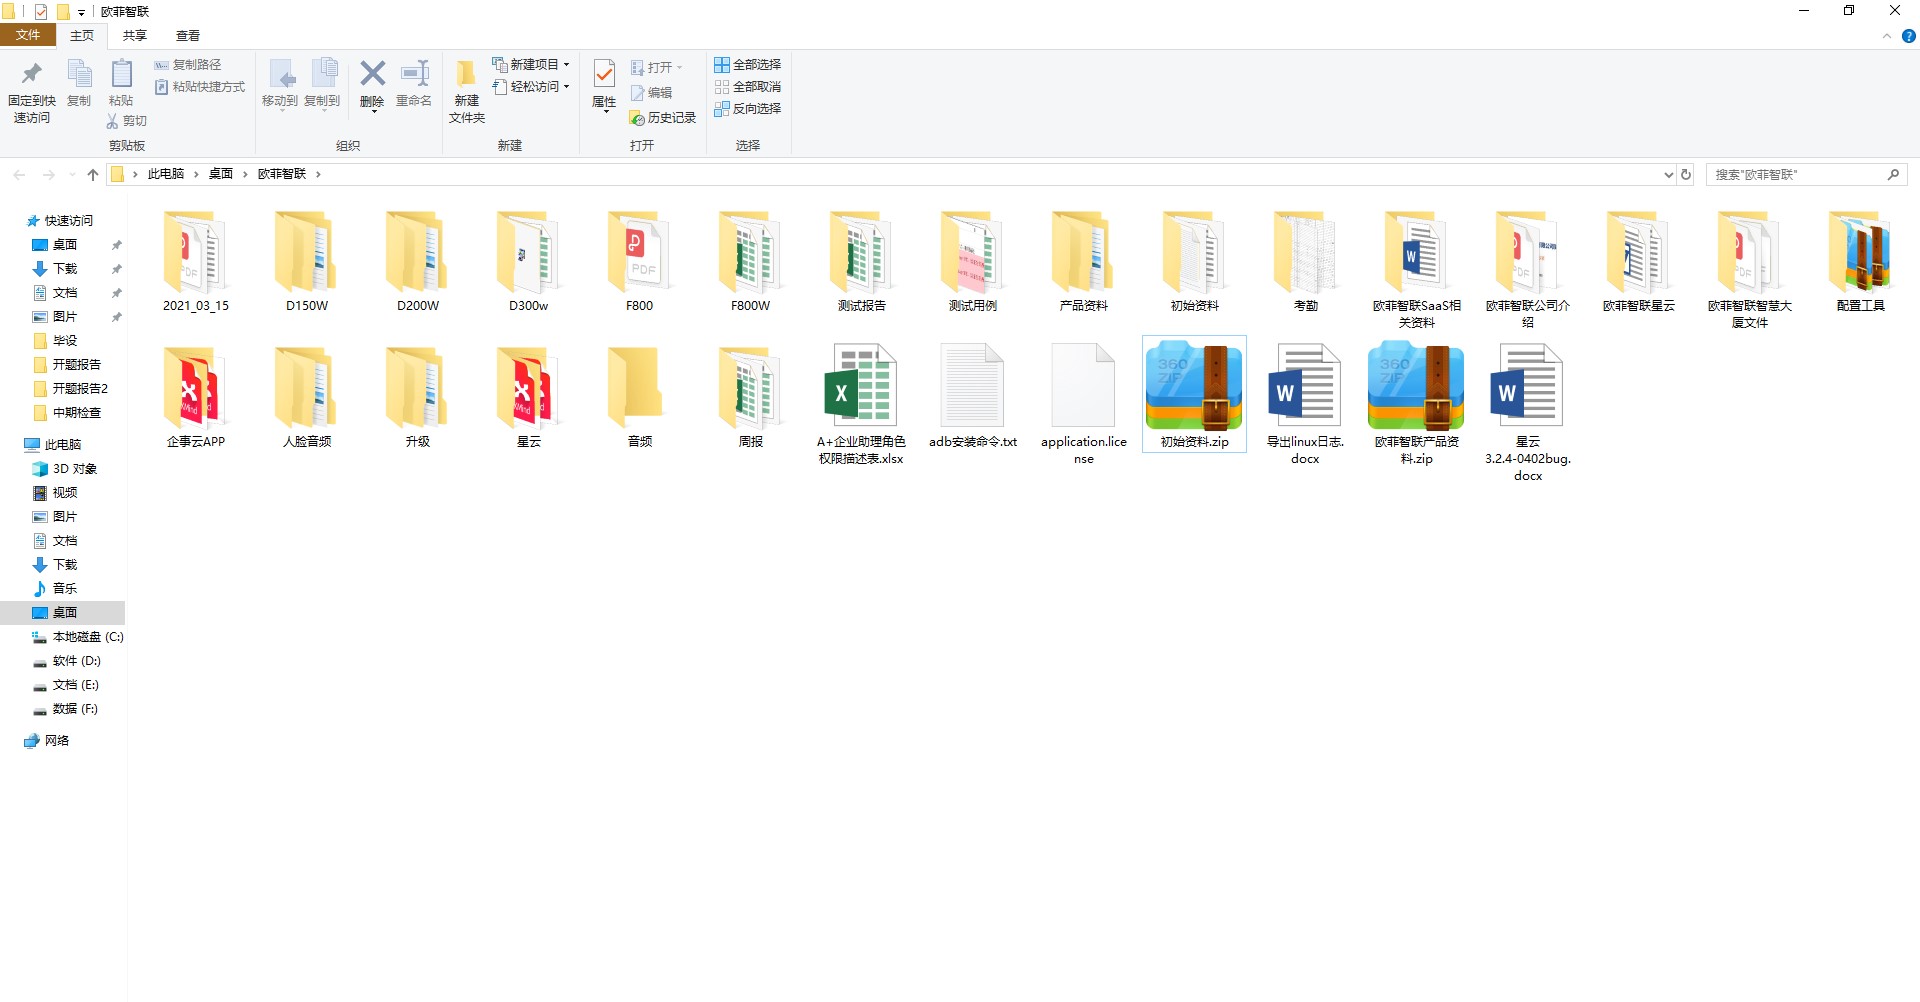 欧菲智联
文件 主页 共享 查看
固定到快速访问
复制
粘贴
复制路径
粘贴快捷方式
剪切
剪贴板
移动到
复制到
删除
重命名
组织
新建文件夹
新建项目
轻松访问
新建
属性
打开
编辑
历史记录
打开
全部选择
全部取消
反向选择
选择
此电脑 桌面 欧菲智联
搜索"欧菲智联"
快速访问
桌面
下载
文档
图片
毕设
开题报告
开题报告2
中期检查
此电脑
3D 对象
视频
图片
文档
下载
音乐
桌面
本地磁盘 (C:)
软件 (D:)
文档 (E:)
数据 (F:)
网络
2021_03_15
D150W
D200W
D300w
F800
F800W
测试报告
测试用例
产品资料
初始资料
考勤
欧菲智联SaaS相
关资料
欧菲智联公司介
绍
欧菲智联星云
欧菲智联智慧大
厦文件
配置工具
企事云APP
人脸音频
升级
星云
音频
周报
A+企业助理角色
权限描述表.xlsx
adb安装命令.txt
application.lice
nse
初始资料.zip
导出linux日志.
docx
欧菲智联产品资
料.zip
星云
3.2.4-0402bug.
docx